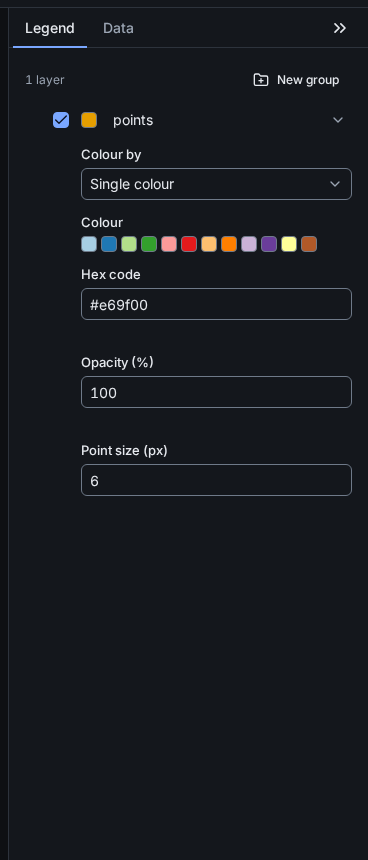 Legend
Data
1 layer
New group
points
Colour by
Single colour
Colour
Hex code
#e69f00
Opacity (%)
100
Point size (px)
6